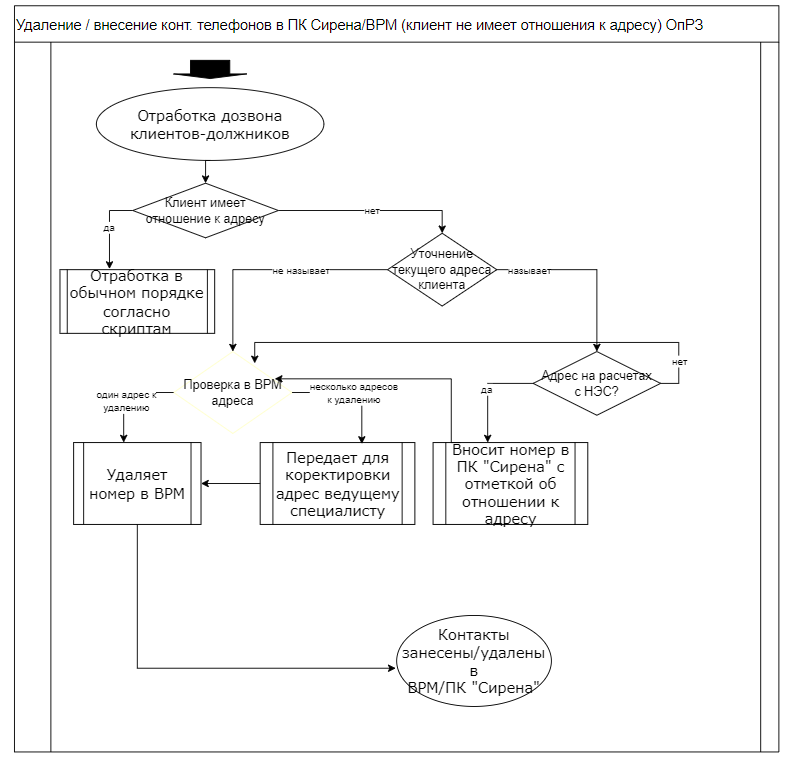 Удаление / внесение конт. телефонов в ПК Сирена/ВРМ (клиент не имеет отношения к адресу) ОпРЗ
Отработка дозвона
клиентов-должников
Клиент имеет
отношение к адресу
да
нет
Отработка в
обычном порядке
согласно
скриптам
Уточнение
текущего адреса
клиента
не называет
называет
Адрес на расчетах
с НЭС?
нет
да
Проверка в ВРМ
адреса
один адрес к
удалению
несколько адресов
к удалению
Удаляет
номер в ВРМ
Передает для
коректировки
адрес ведущему
специалисту
Вносит номер в
ПК "Сирена" с
отметкой об
отношении к
адресу
Контакты
занесены/удалены
в
ВРМ/ПК "Сирена"